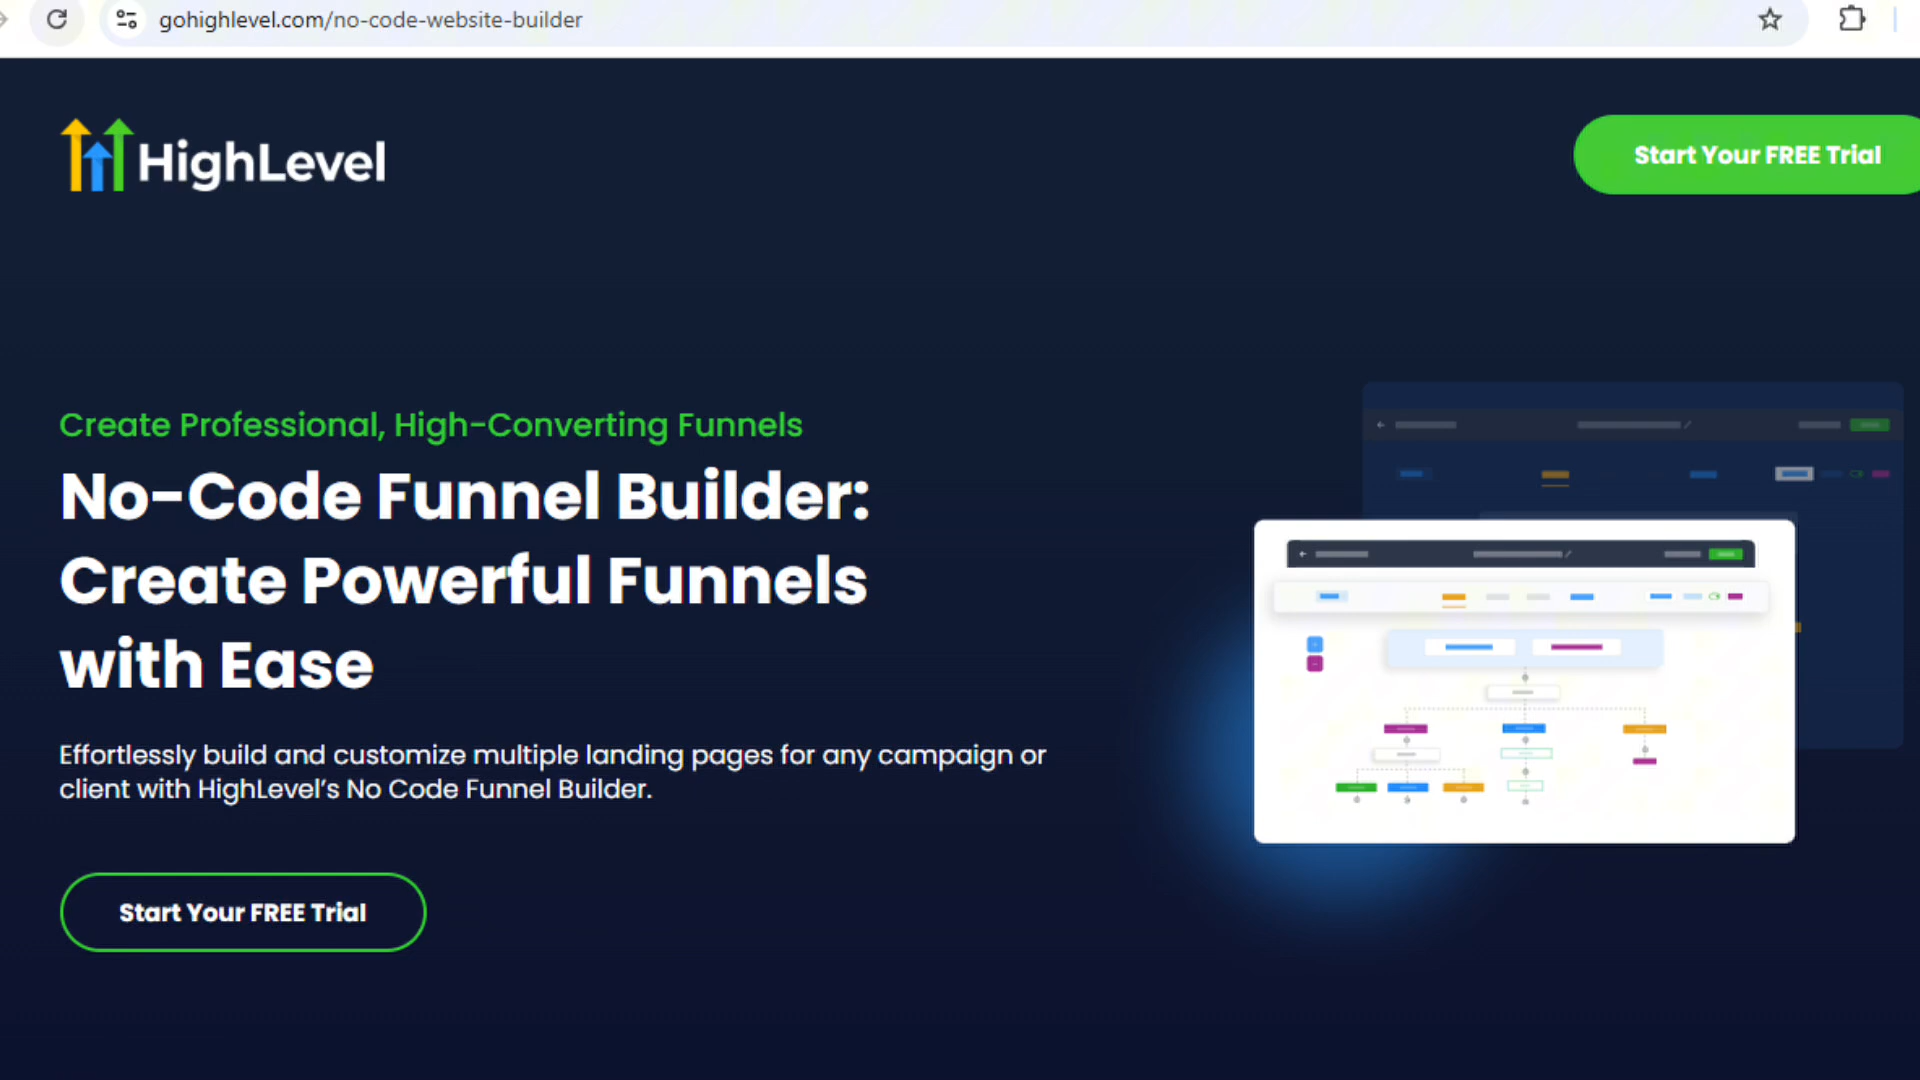 gohighlevel.com/no-code-website-builder
HighLevel
Start Your FREE Trial
Create Professional, High-Converting Funnels
No-Code Funnel Builder:
Create Powerful Funnels
with Ease
Effortlessly build and customize multiple landing pages for any campaign or
client with HighLevel’s No Code Funnel Builder.
Start Your FREE Trial